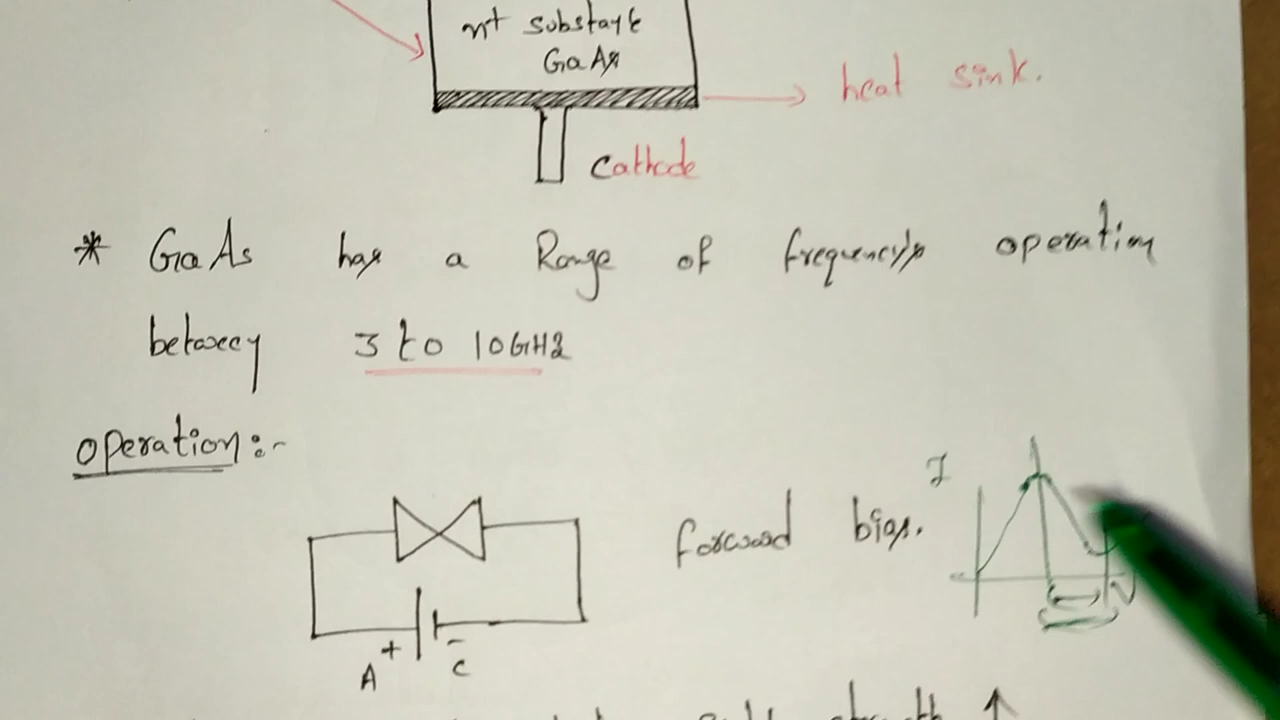 n+ substrate
GaAs
heat sink.
Cathode
* GaAs has a Range of frequency's operation
between 3 to 10GHz
operation:-
forward bias.
I
V
+ -
A C